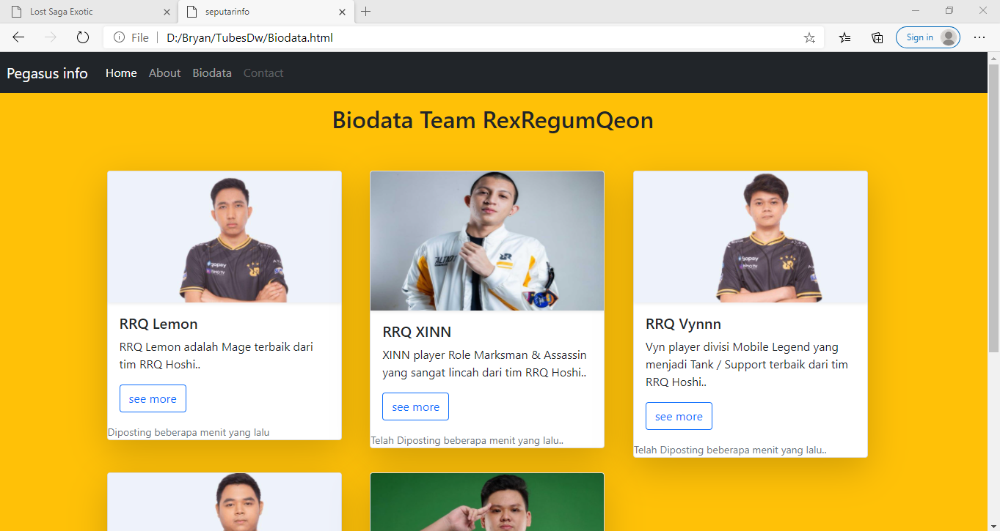 Lost Saga Exotic
seputarinfo
File
D:/Bryan/TubesDw/Biodata.html
Sign in
Pegasus info
Home
About
Biodata
Contact
Biodata Team RexRegumQeon
gopay
RRQ Lemon
RRQ Lemon adalah Mage terbaik dari
tim RRQ Hoshi..
see more
Diposting beberapa menit yang lalu
RRQ XINN
XINN player Role Marksman & Assassin
yang sangat lincah dari tim RRQ Hoshi..
see more
Telah Diposting beberapa menit yang lalu..
gopay
RRQ Vynnn
Vyn player divisi Mobile Legend yang
menjadi Tank / Support terbaik dari tim
RRQ Hoshi..
see more
Telah Diposting beberapa menit yang lalu..